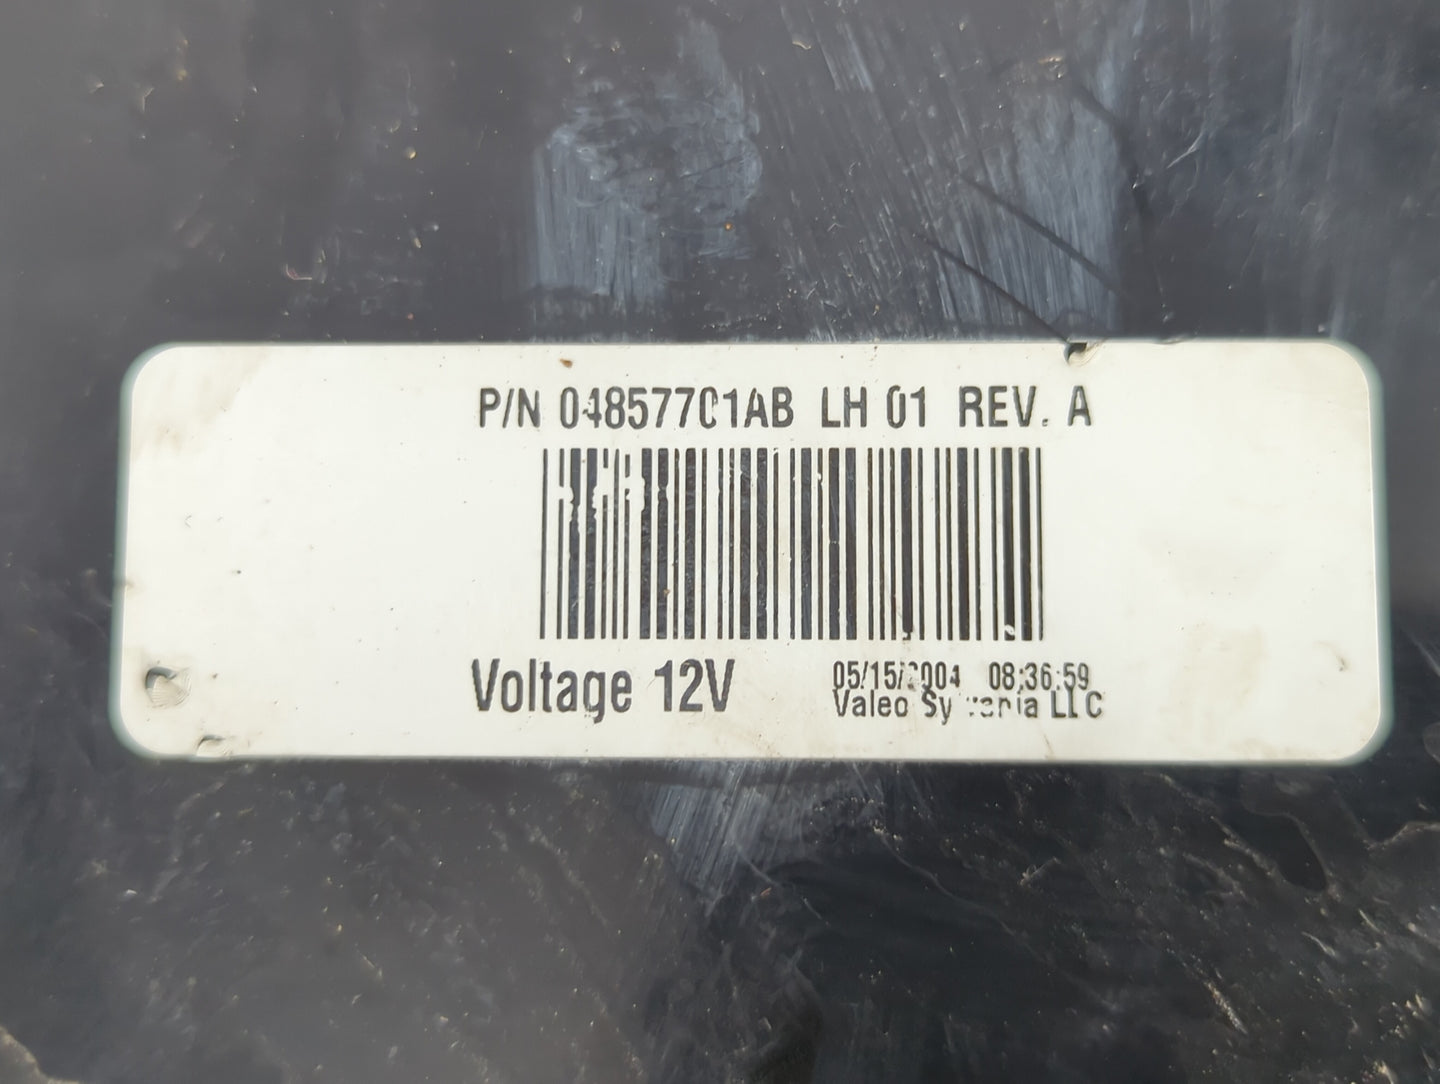 P/N 04857701AB LH 01 REV. A
Voltage 12V
05/15/2004 08:36:59
Valeo Sylvania LLC